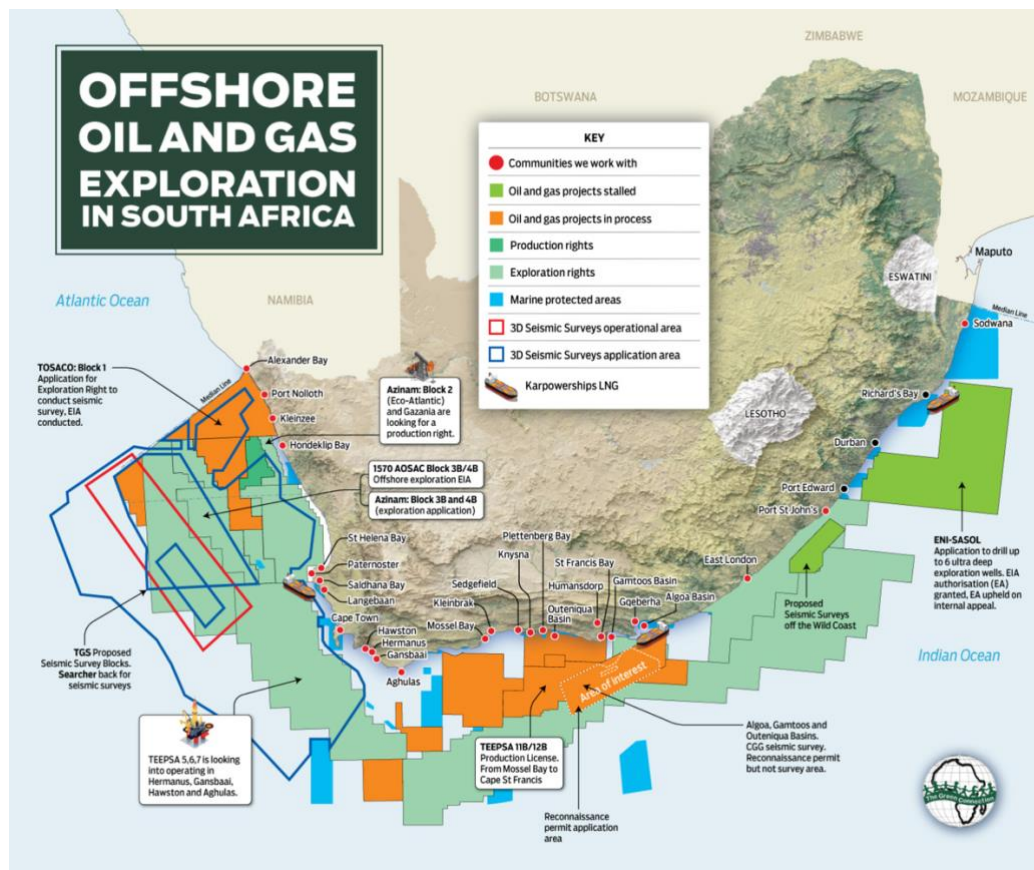 OFFSHORE
OIL AND GAS
EXPLORATION
IN SOUTH AFRICA
ZIMBABWE
BOTSWANA
MOZAMBIQUE
KEY
Communities we work with
Oil and gas projects stalled
Oil and gas projects in process
Production rights
Exploration rights
Marine protected areas
3D Seismic Surveys operational area
3D Seismic Surveys application area
Karpowerships LNG
Maputo
ESWATINI
Median Line
Sodwana
Atlantic Ocean
NAMIBIA
Alexander Bay
TOSACO: Block 1
Application for
Exploration Right to
conduct seismic
survey, EIA
conducted.
Median Line
Port Nolloth
Kleinzee
Hondeklip Bay
Azinam: Block 2
(Eco-Atlantic)
and Gazania are
looking for a
production right.
LESOTHO
Richard's Bay
Durban
Port Edward
Port St John's
1570 AOSAC Block 3B/4B
Offshore exploration EIA
Azinam: Block 3B and 4B
(exploration application)
ENI-SASOL
Application to drill up
to 6 ultra deep
exploration wells. EIA
authorisation (EA)
granted, EA upheld on
internal appeal.
St Helena Bay
Paternoster
Saldhana Bay
Langebaan
Cape Town
Hawston
Hermanus
Gansbaai
Aghulas
Mossel Bay
Kleinbrak
Sedgefield
Knysna
Plettenberg
Bay
Outeniqua
Basin
Humansdorp
St Francis
Bay
Gamtoos
Basin
Gqeberha
Algoa Basin
East London
Proposed
Seismic Surveys
off the Wild Coast
Indian Ocean
TGS Proposed
Seismic Survey Blocks.
Searcher back for
seismic surveys
Area of interest
TEEPSA 5,6,7 is looking
into operating in
Hermanus, Gansbaai,
Hawston and Aghulas.
TEEPSA 11B/12B
Production License.
From Mossel Bay to
Cape St Francis
Algoa, Gamtoos and
Outeniqua Basins.
CGG seismic survey.
Reconnaissance permit
but not survey area.
Reconnaissance
permit application
area
The Green Connection